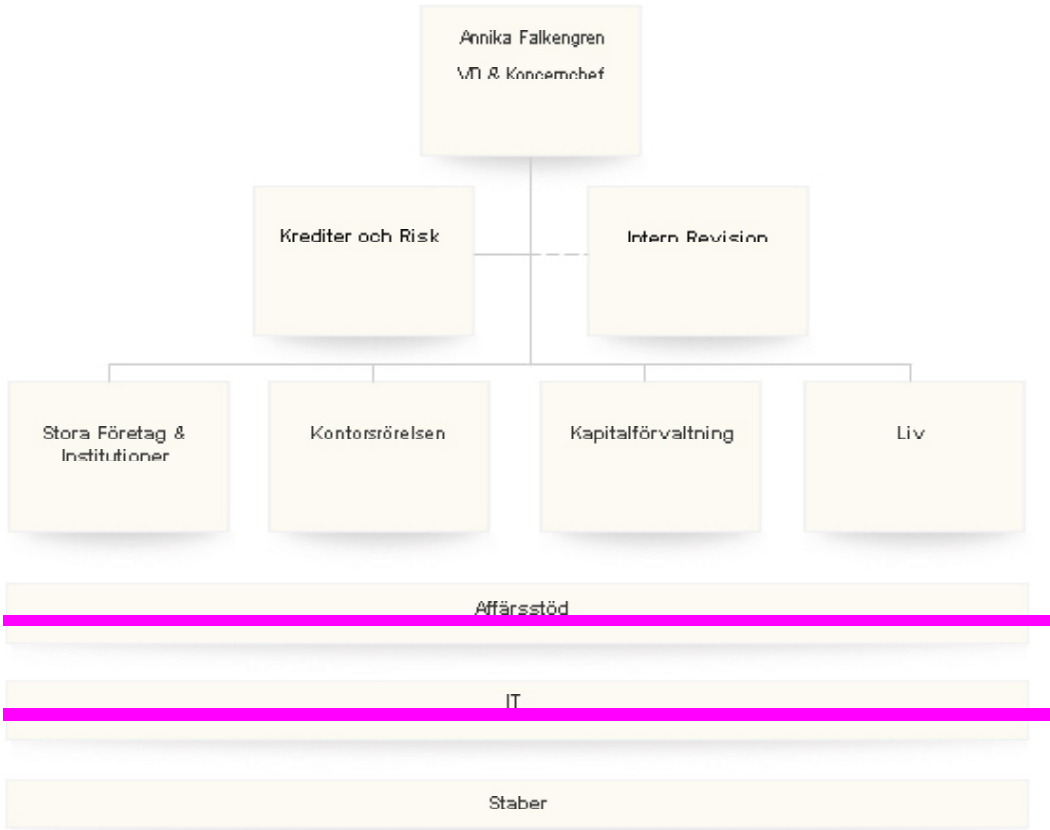 Annika Falkengren
VD & Koncernchef
Krediter och Risk
Intern Revision
Stora Företag &
Institutioner
Kontorsrörelsen
Kapitalförvaltning
Liv
Affärsstöd
IT
Staber